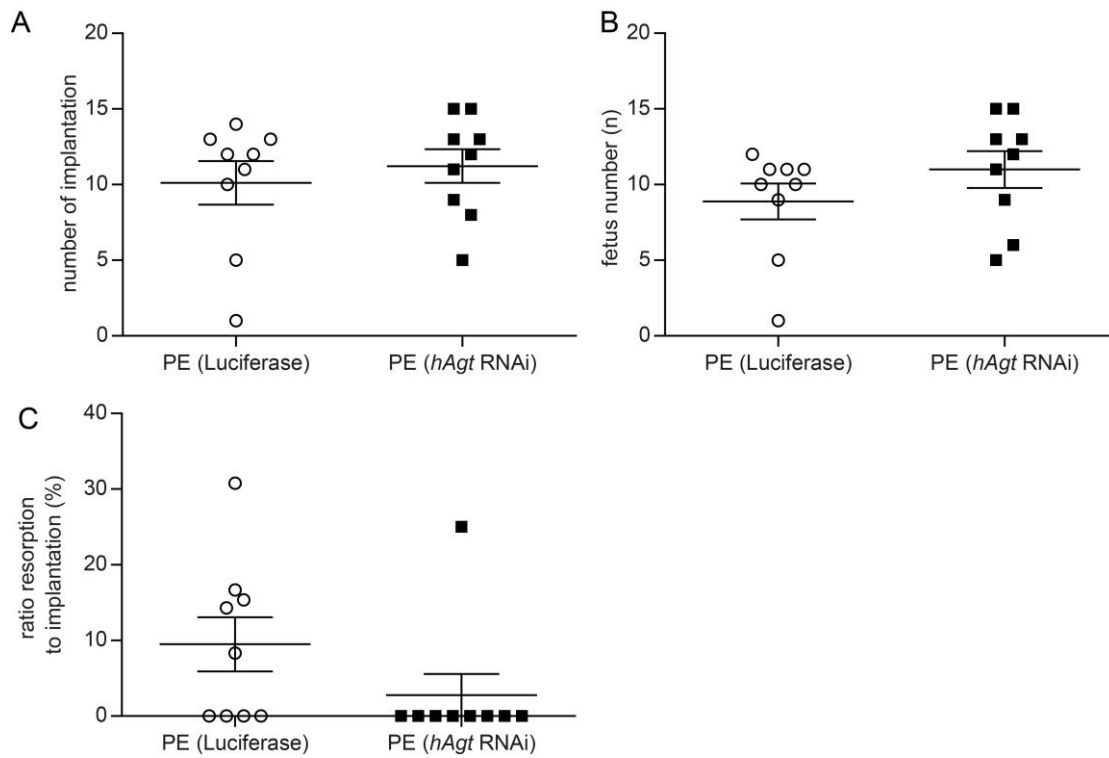 A
20
15
10
5
0
number of implantation
PE (Luciferase)
PE (hAgt RNAi)
B
20
15
10
5
0
fetus number (n)
PE (Luciferase)
PE (hAgt RNAi)
C
40
30
20
10
0
ratio resorption
to implantation (%)
PE (Luciferase)
PE (hAgt RNAi)